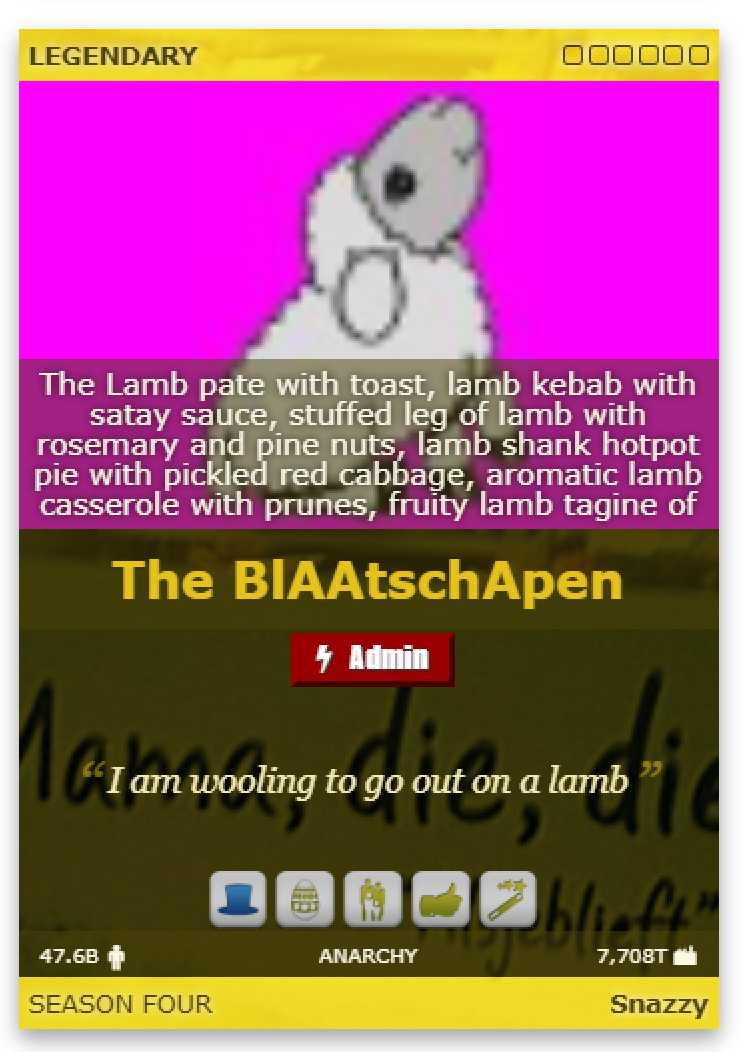 LEGENDARY
The Lamb pate with toast, lamb kebab with
satay sauce, stuffed leg of lamb with
rosemary and pine nuts, lamb shank hotpot
pie with pickled red cabbage, aromatic lamb
casserole with prunes, fruity lamb tagine of
The BlAAtschApen
Admin
Mama, die, die
“I am wooling to go out on a lamb ”
47.6B
ANARCHY
7,708T
SEASON FOUR
Snazzy